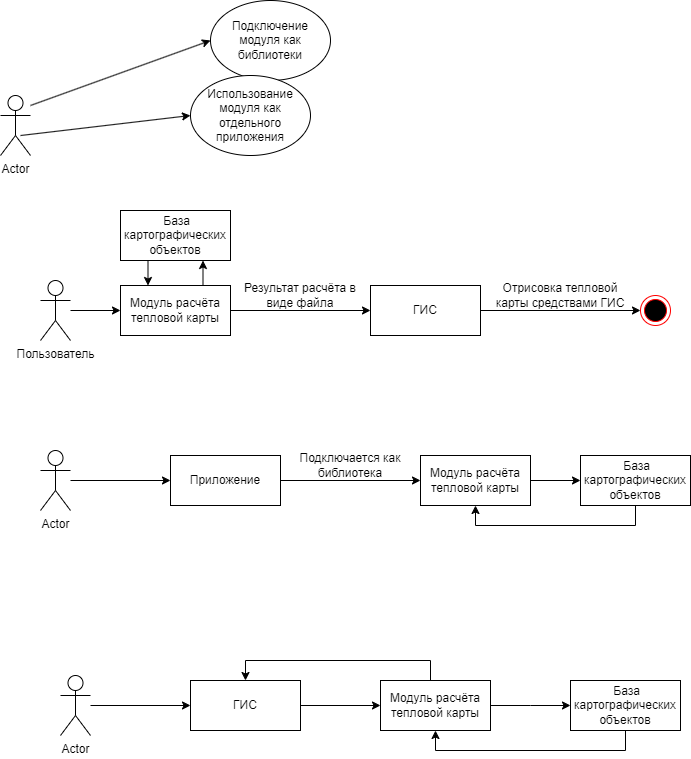 Подключение
модуля как
библиотеки
Использование
модуля как
отдельного
приложения
Actor
База
картографических
объектов
Модуль расчёта
тепловой карты
Результат расчёта в
виде файла
ГИС
Отрисовка тепловой
карты средствами ГИС
Пользователь
Приложение
Подключается как
библиотека
Модуль расчёта
тепловой карты
База
картографических
объектов
Actor
ГИС
Модуль расчёта
тепловой карты
База
картографических
объектов
Actor